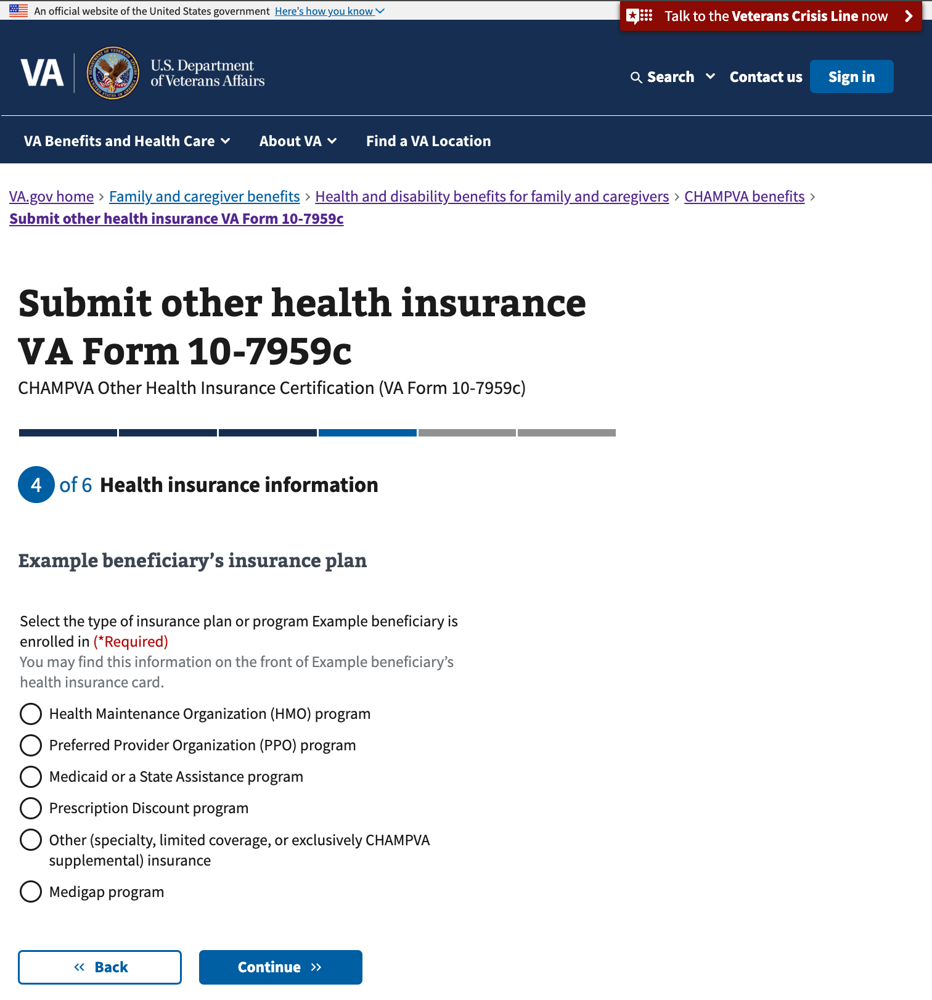 An official website of the United States government Here's how you know
Talk to the Veterans Crisis Line now
VA
U.S. Department
of Veterans Affairs
Search
Contact us
Sign in
VA Benefits and Health Care
About VA
Find a VA Location
VA.gov home › Family and caregiver benefits › Health and disability benefits for family and caregivers › CHAMPVA benefits ›
Submit other health insurance VA Form 10-7959c
Submit other health insurance
VA Form 10-7959c
CHAMPVA Other Health Insurance Certification (VA Form 10-7959c)
4 of 6 Health insurance information
Example beneficiary’s insurance plan
Select the type of insurance plan or program Example beneficiary is
enrolled in (*Required)
You may find this information on the front of Example beneficiary’s
health insurance card.
Health Maintenance Organization (HMO) program
Preferred Provider Organization (PPO) program
Medicaid or a State Assistance program
Prescription Discount program
Other (specialty, limited coverage, or exclusively CHAMPVA
supplemental) insurance
Medigap program
« Back
Continue »